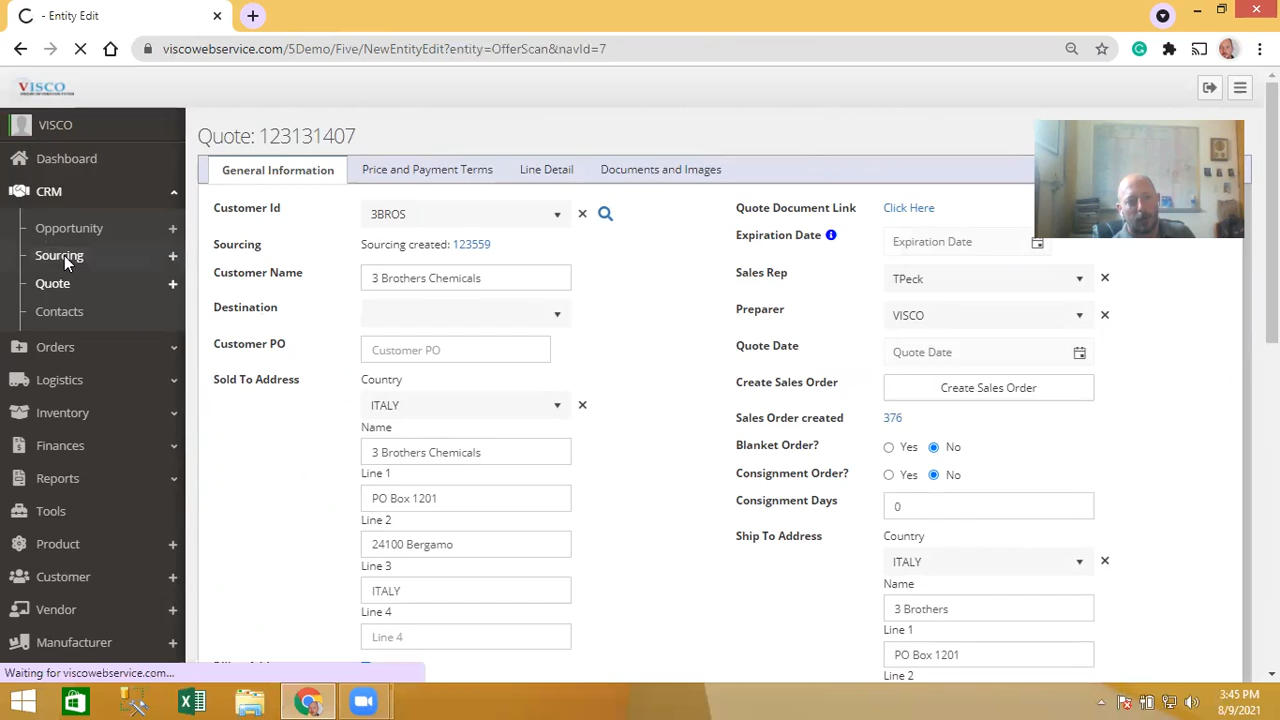 - Entity Edit
viscowebservice.com/5Demo/Five/NewEntityEdit?entity=OfferScan&navId=7
VISCO
VISCO
Dashboard
CRM
Opportunity
Sourcing
Quote
Contacts
Orders
Logistics
Inventory
Finances
Reports
Tools
Product
Customer
Vendor
Manufacturer
Quote: 123131407
General Information Price and Payment Terms Line Detail Documents and Images
Customer Id 3BROS
Sourcing Sourcing created: 123559
Customer Name 3 Brothers Chemicals
Destination
Customer PO Customer PO
Sold To Address Country
ITALY
Name
3 Brothers Chemicals
Line 1
PO Box 1201
Line 2
24100 Bergamo
Line 3
ITALY
Line 4
Line 4
Quote Document Link Click Here
Expiration Date Expiration Date
Sales Rep TPeck
Preparer VISCO
Quote Date Quote Date
Create Sales Order Create Sales Order
Sales Order created 376
Blanket Order? Yes No
Consignment Order? Yes No
Consignment Days 0
Ship To Address Country
ITALY
Name
3 Brothers
Line 1
PO Box 1201
Line 2
Waiting for viscowebservice.com...
3:45 PM
8/9/2021